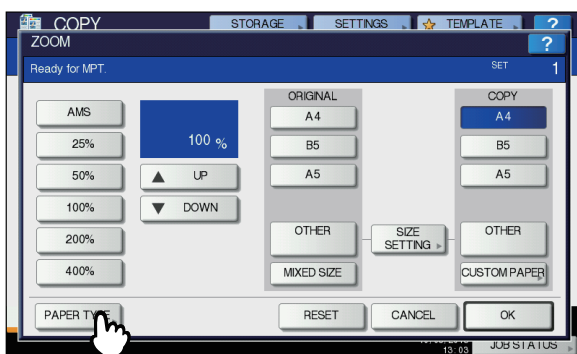 COPY STORAGE SETTINGS TEMPLATE ?
ZOOM ?
Ready for MPT. SET 1
ORIGINAL COPY
AMS A4 A4
25% 100 % B5 B5
50% UP A5 A5
100% DOWN
200% OTHER SIZE SETTING OTHER
400% MIXED SIZE CUSTOM PAPER
PAPER TYPE RESET CANCEL OK
13:03 JOB STATUS